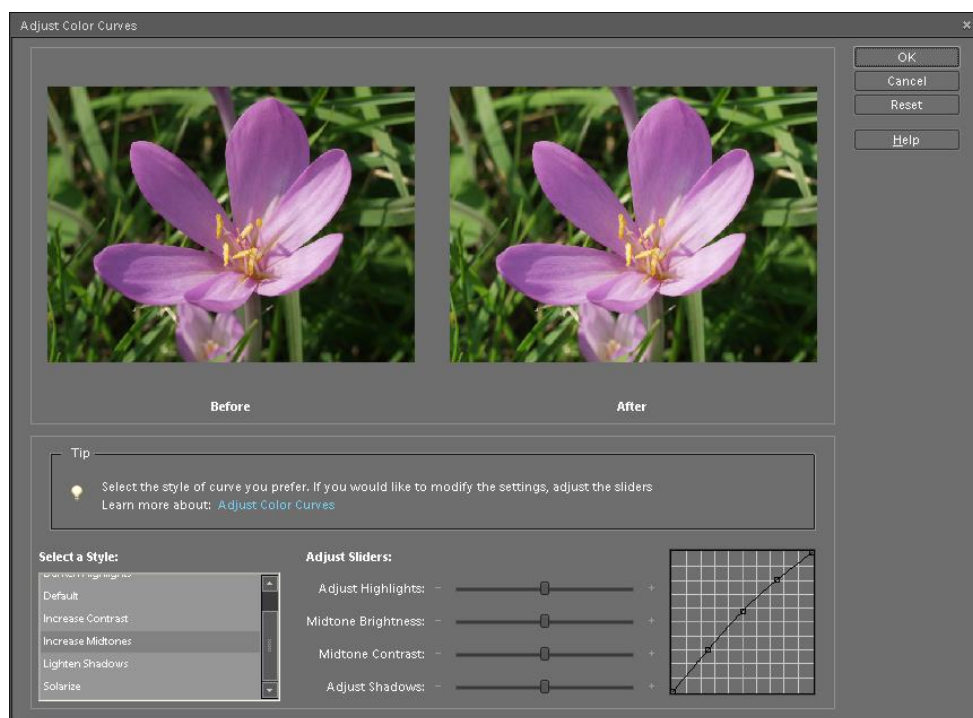 Adjust Color Curves
OK
Cancel
Reset
Help
Before
After
Tip
Select the style of curve you prefer. If you would like to modify the settings, adjust the sliders
Learn more about: Adjust Color Curves
Select a Style:
Darken Highlights
Default
Increase Contrast
Increase Midtones
Lighten Shadows
Solarize
Adjust Sliders:
Adjust Highlights: - +
Midtone Brightness: - +
Midtone Contrast: - +
Adjust Shadows: - +